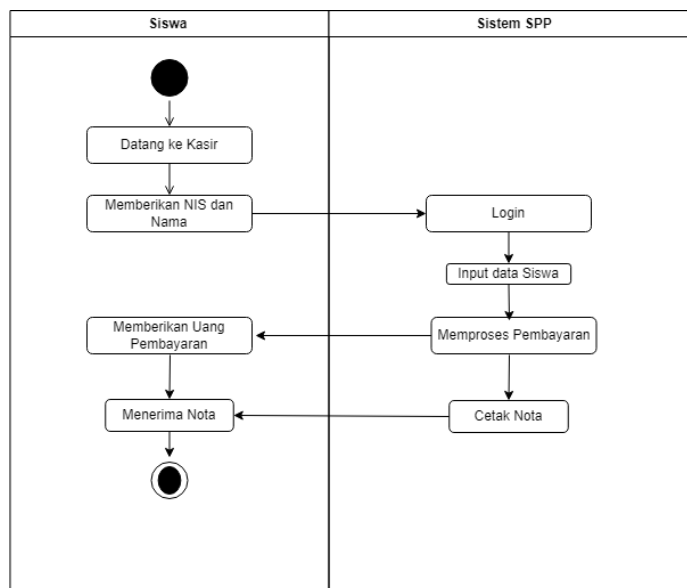 Siswa
Sistem SPP
Datang ke Kasir
Memberikan NIS dan
Nama
Login
Input data Siswa
Memberikan Uang
Pembayaran
Memproses Pembayaran
Menerima Nota
Cetak Nota